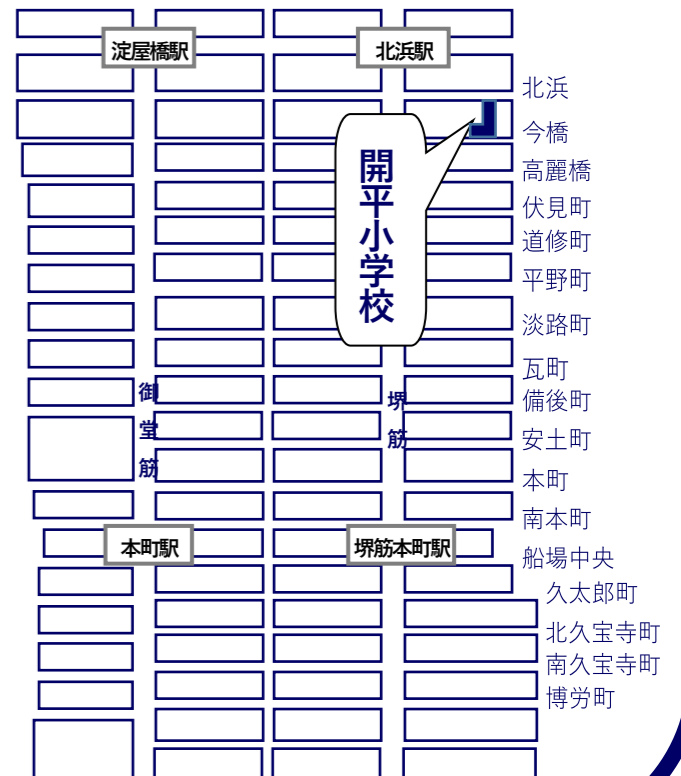 淀屋橋駅
北浜駅
北浜
今橋
高麗橋
伏見町
道修町
平野町
淡路町
瓦町
備後町
安土町
本町
南本町
船場中央
久太郎町
北久宝寺町
南久宝寺町
博労町
開平小学校
御堂筋
堺筋
本町駅
堺筋本町駅